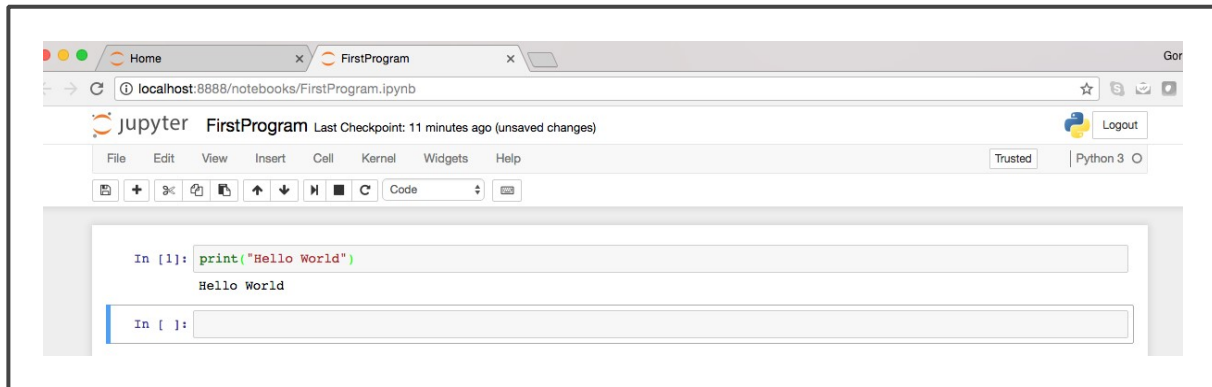 Home FirstProgram Gor
localhost:8888/notebooks/FirstProgram.ipynb
jupyter FirstProgram Last Checkpoint: 11 minutes ago (unsaved changes) Logout
File Edit View Insert Cell Kernel Widgets Help Trusted Python 3
Code
In [1]: print("Hello World")
Hello World
In [ ]: